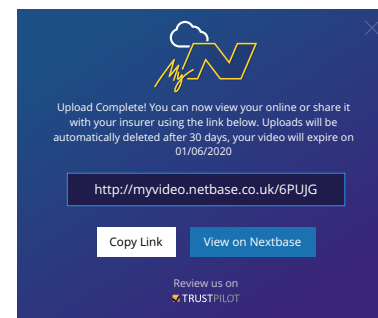 My N
Upload Complete! You can now view your online or share it
with your insurer using the link below. Uploads will be
automatically deleted after 30 days, your video will expire on
01/06/2020
http://myvideo.netbase.co.uk/6PUJG
Copy Link View on Nextbase
Review us on
TRUSTPILOT